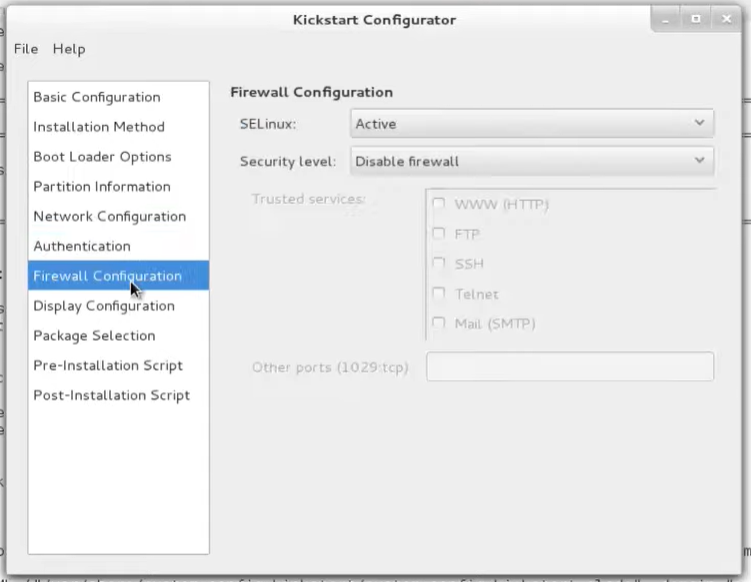 Kickstart Configurator
File Help
Basic Configuration
Installation Method
Boot Loader Options
Partition Information
Network Configuration
Authentication
Firewall Configuration
Display Configuration
Package Selection
Pre-Installation Script
Post-Installation Script
Firewall Configuration
SELinux: Active
Security level: Disable firewall
Trusted services:
WWW (HTTP)
FTP
SSH
Telnet
Mail (SMTP)
Other ports (1029:tcp)